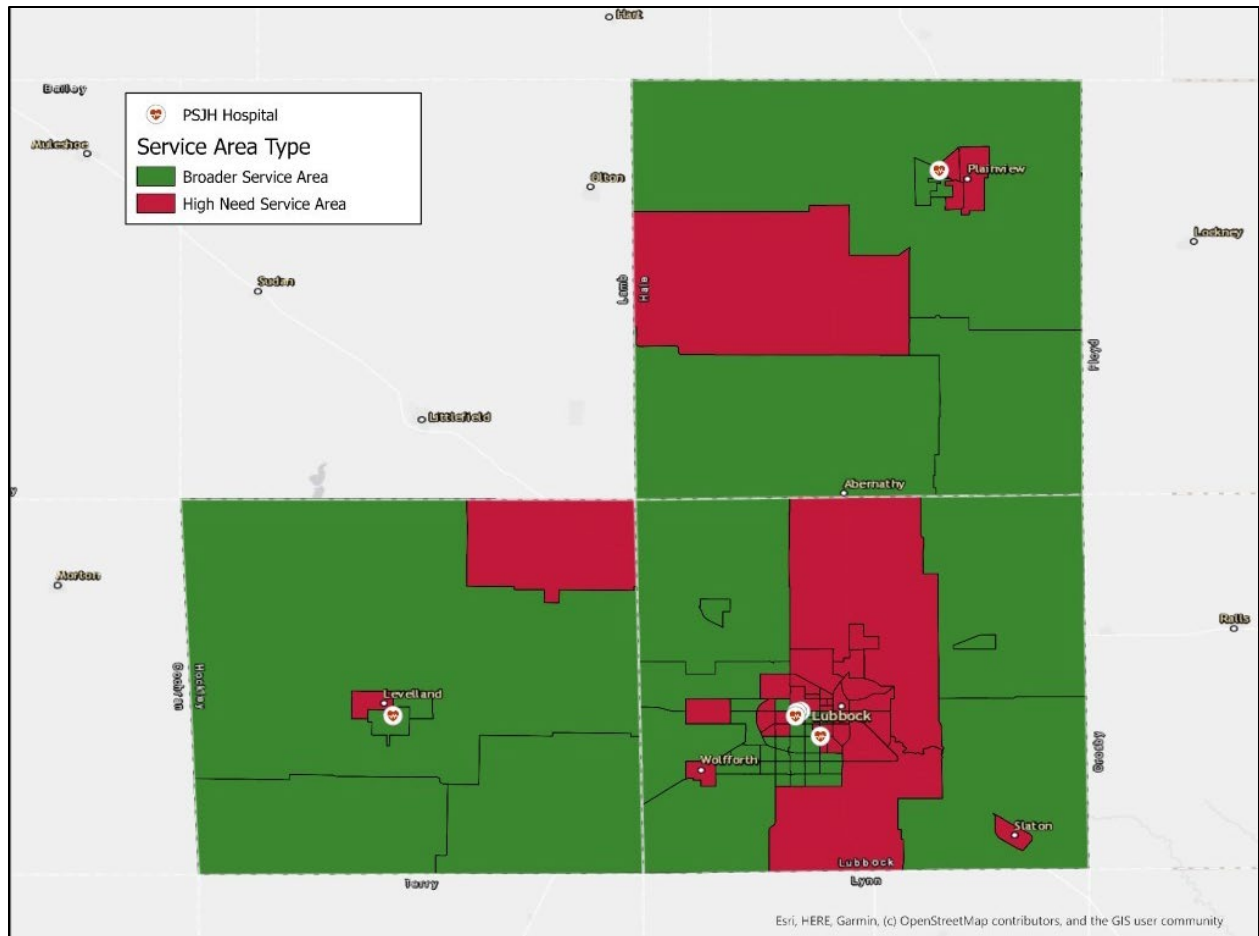 Hart
Bailey
PSJH Hospital
Service Area Type
Broader Service Area
High Need Service Area
Muleshoe
Olton
Plainview
Lockney
Sudan
Lamb
Hale
Floyd
Littlefield
Abernathy
Morton
Ralls
Cochran
Hockley
Levelland
Lubbock
Crosby
Wolfforth
Slaton
Lubbock
Lynn
Terry
Esri, HERE, Garmin, (c) OpenStreetMap contributors, and the GIS user community